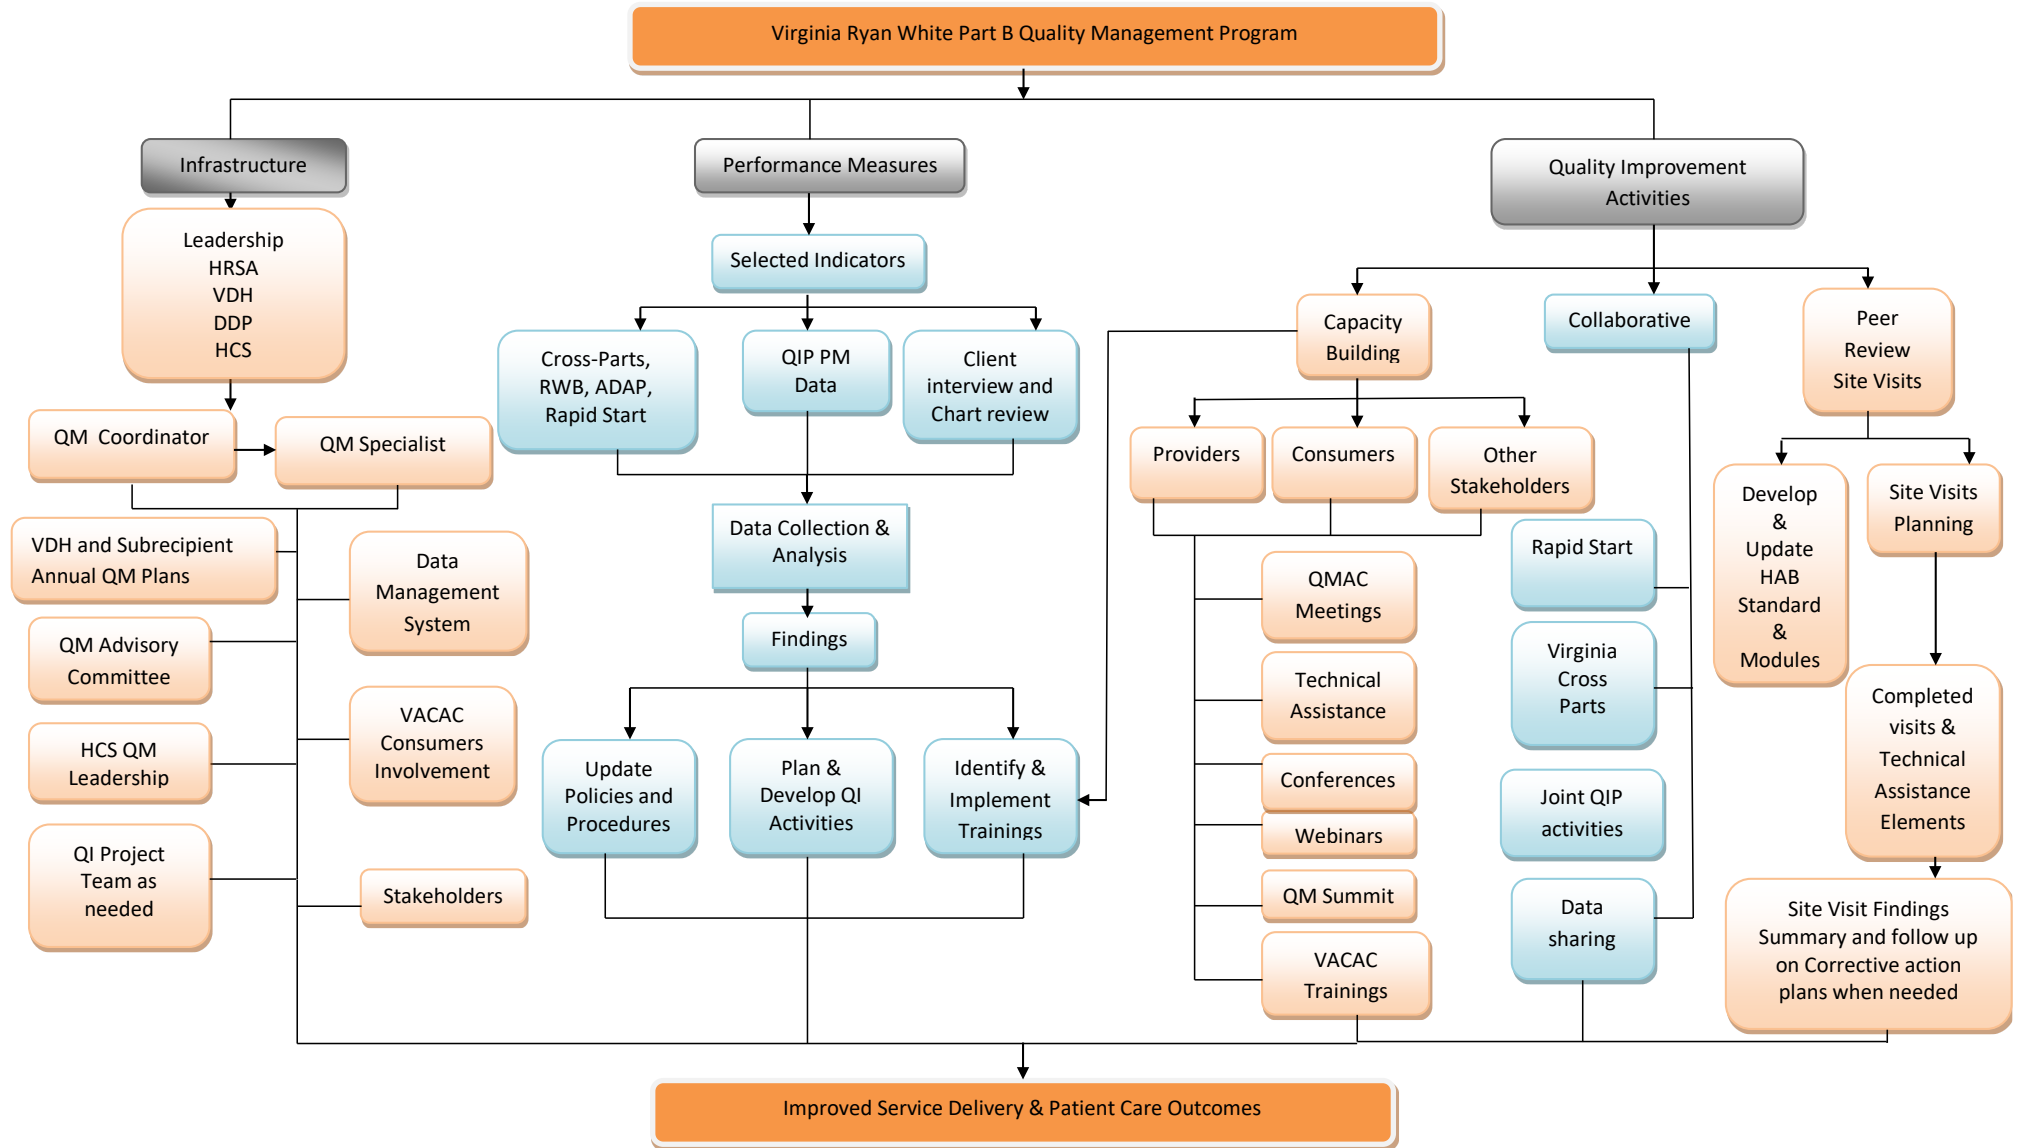 Virginia Ryan White Part B Quality Management Program
Infrastructure
Leadership
HRSA
VDH
DDP
HCS
QM  Coordinator
QM Specialist
VDH and Subrecipient
Annual QM Plans
Data
Management
System
QM Advisory
Committee
VACAC
Consumers
Involvement
HCS QM
Leadership
QI Project
Team as
needed
Stakeholders
Performance Measures
Selected Indicators
Cross-Parts,
RWB, ADAP,
Rapid Start
QIP PM
Data
Client
interview and
Chart review
Data Collection &
Analysis
Findings
Update
Policies and
Procedures
Plan &
Develop QI
Activities
Identify &
Implement
Trainings
Quality Improvement
Activities
Capacity
Building
Providers
Consumers
Other
Stakeholders
QMAC
Meetings
Technical
Assistance
Conferences
Webinars
QM Summit
VACAC
Trainings
Collaborative
Rapid Start
Virginia
Cross
Parts
Joint QIP
activities
Data
sharing
Peer
Review
Site Visits
Develop
&
Update
HAB
Standard
&
Modules
Site Visits
Planning
Completed
visits &
Technical
Assistance
Elements
Site Visit Findings
Summary and follow up
on Corrective action
plans when needed
Improved Service Delivery & Patient Care Outcomes